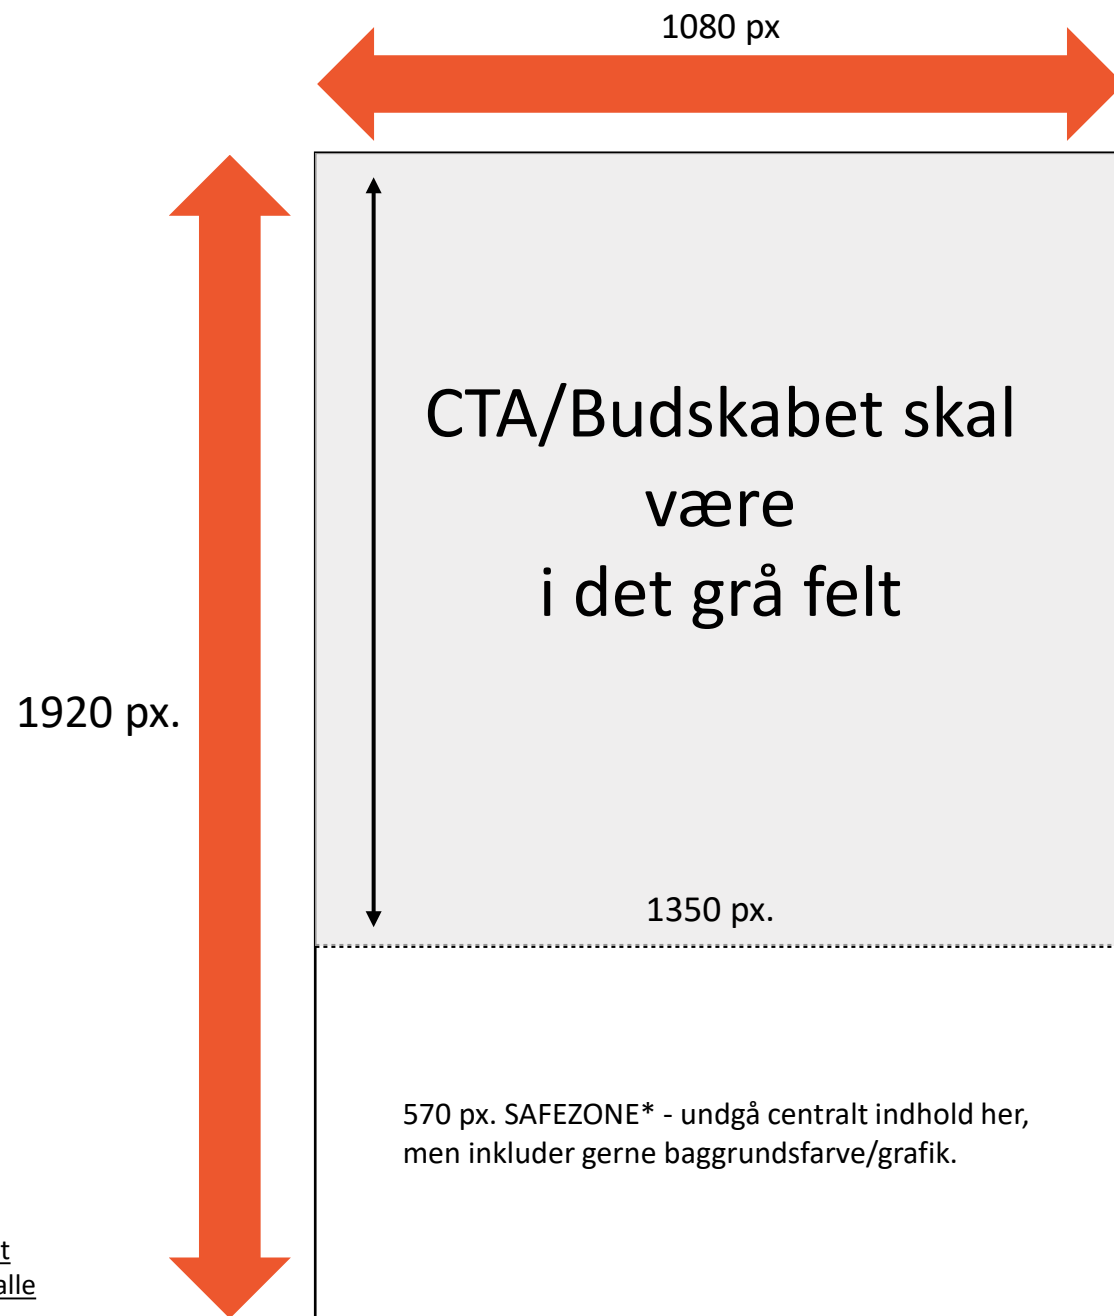 1080 px
CTA/Budskabet skal
være
i det grå felt
1920 px.
1350 px.
570 px. SAFEZONE* - undgå centralt indhold her,
men inkluder gerne baggrundsfarve/grafik.
alle